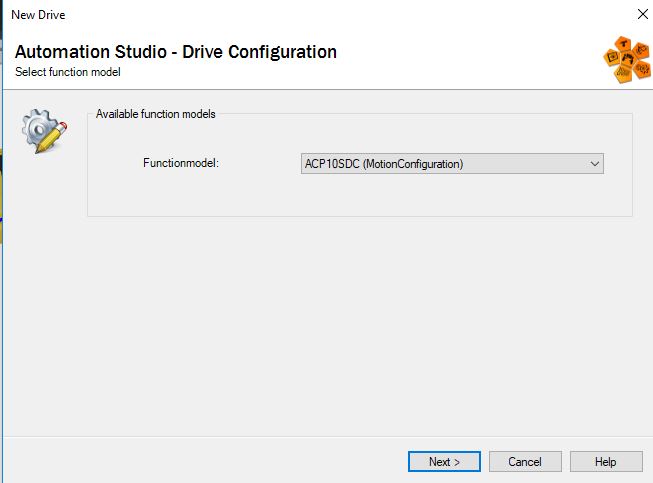 New Drive
Automation Studio - Drive Configuration
Select function model
Available function models
Functionmodel: ACP10SDC (MotionConfiguration)
Next > Cancel Help